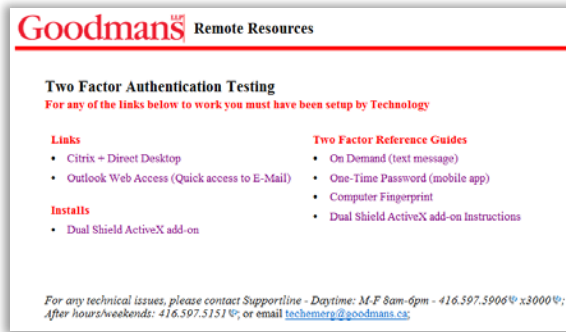 Goodmans LLP Remote Resources
Two Factor Authentication Testing
For any of the links below to work you must have been setup by Technology
Links
• Citrix + Direct Desktop
• Outlook Web Access (Quick access to E-Mail)
Installs
• Dual Shield ActiveX add-on
Two Factor Reference Guides
• On Demand (text message)
• One-Time Password (mobile app)
• Computer Fingerprint
• Dual Shield ActiveX add-on Instructions
For any technical issues, please contact Supportline - Daytime: M-F 8am-6pm - 416.597.5906 x3000;
After hours/weekends: 416.597.5151, or email techemerg@goodmans.ca;